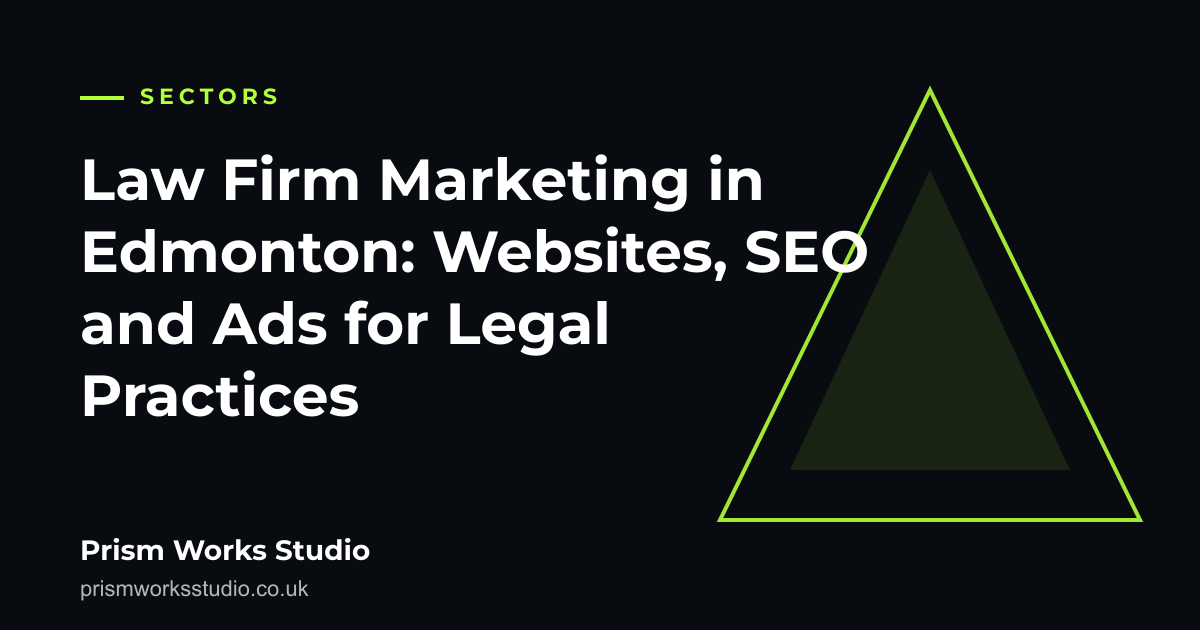 SECTORS
Law Firm Marketing in
Edmonton: Websites, SEO
and Ads for Legal
Practices
Prism Works Studio
prismworksstudio.co.uk